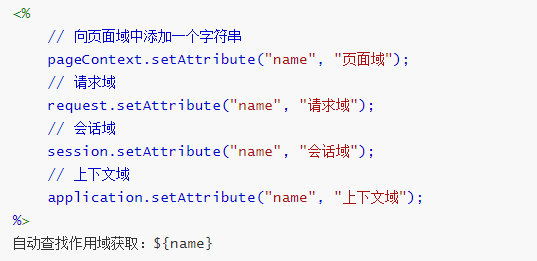 <%
// 向页面域中添加一个字符串
pageContext.setAttribute("name", "页面域");
// 请求域
request.setAttribute("name", "请求域");
// 会话域
session.setAttribute("name", "会话域");
// 上下文域
application.setAttribute("name", "上下文域");
%>
自动查找作用域获取：${name}